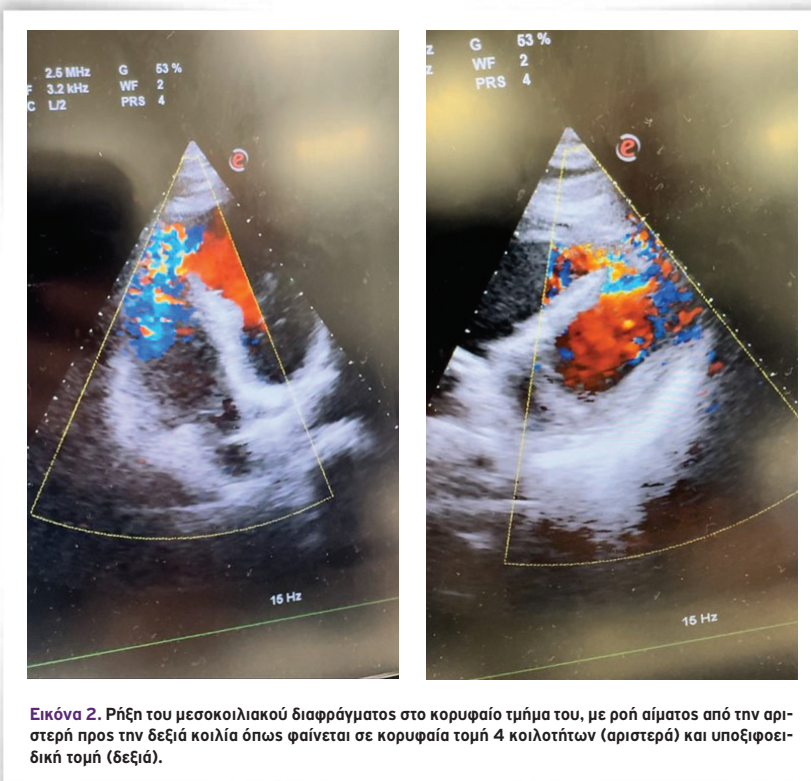 2.5 MHz G 53 %
F 3.2 kHz WF 2
C L/2 PRS 4
e
15 Hz
z G 53 %
z WF 2
PRS 4
e
15 Hz
Εικόνα 2. Ρήξη του μεσοκοιλιακού διαφράγματος στο κορυφαίο τμήμα του, με ροή αίματος από την αρι-
στερή προς την δεξιά κοιλία όπως φαίνεται σε κορυφαία τομή 4 κοιλοτήτων (αριστερά) και υποξιφοει-
δική τομή (δεξιά).